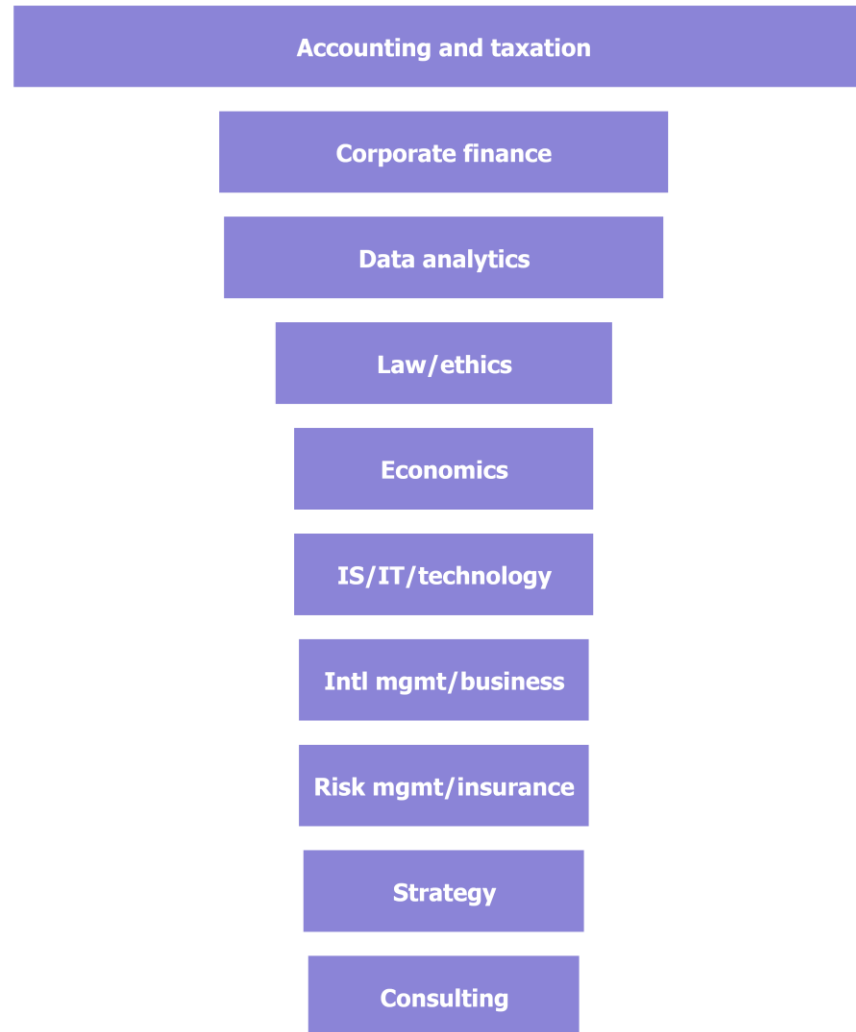 Accounting and taxation
Corporate finance
Data analytics
Law/ethics
Economics
IS/IT/technology
Intl mgmt/business
Risk mgmt/insurance
Strategy
Consulting